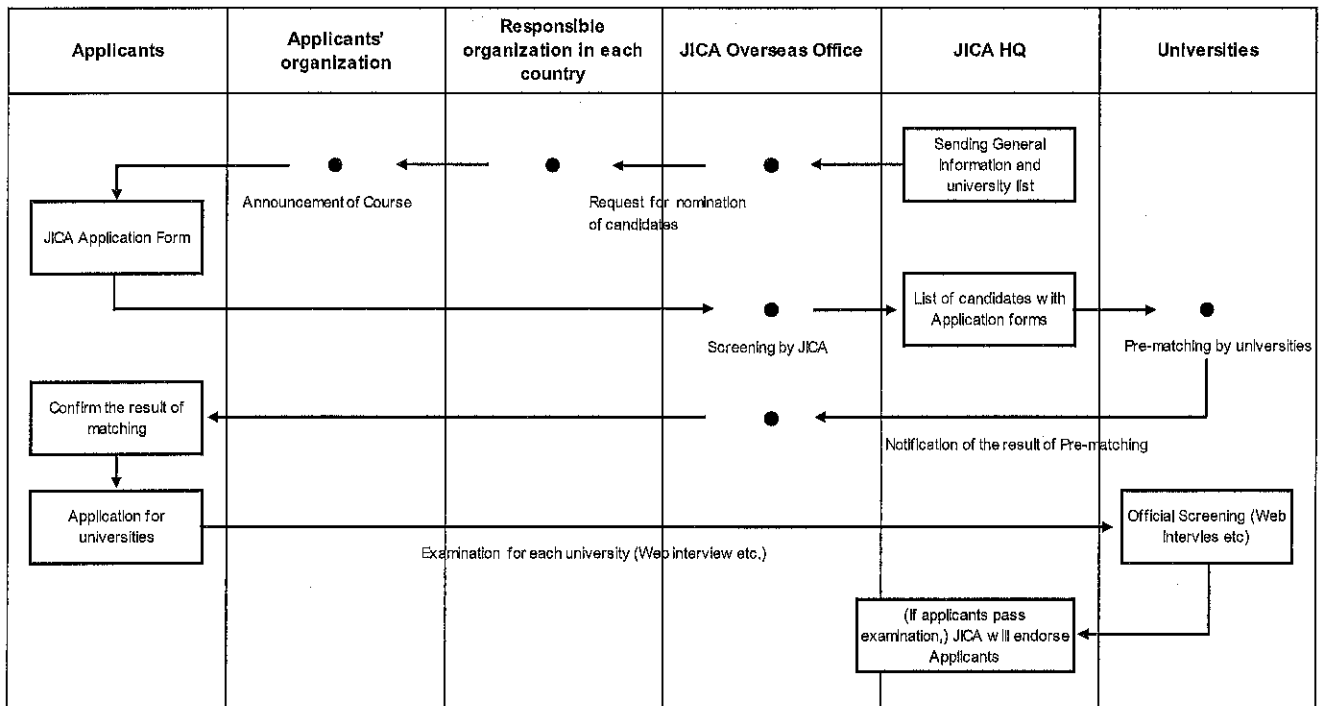 Applicants
Applicants'
organization
Responsible
organization in each
country
JICA Overseas Office
JICA HQ
Universities
Sending General
Information and
university list
Announcement of Course
Request for nomination
of candidates
JICA Application Form
List of candidates with
Application forms
Screening by JICA
Pre-matching by universities
Confirm the result of
matching
Notification of the result of Pre-matching
Application for
universities
Official Screening (Web
Intervies etc)
Examination for each university (Web interview etc.)
(If applicants pass
examination,) JICA will endorse
Applicants